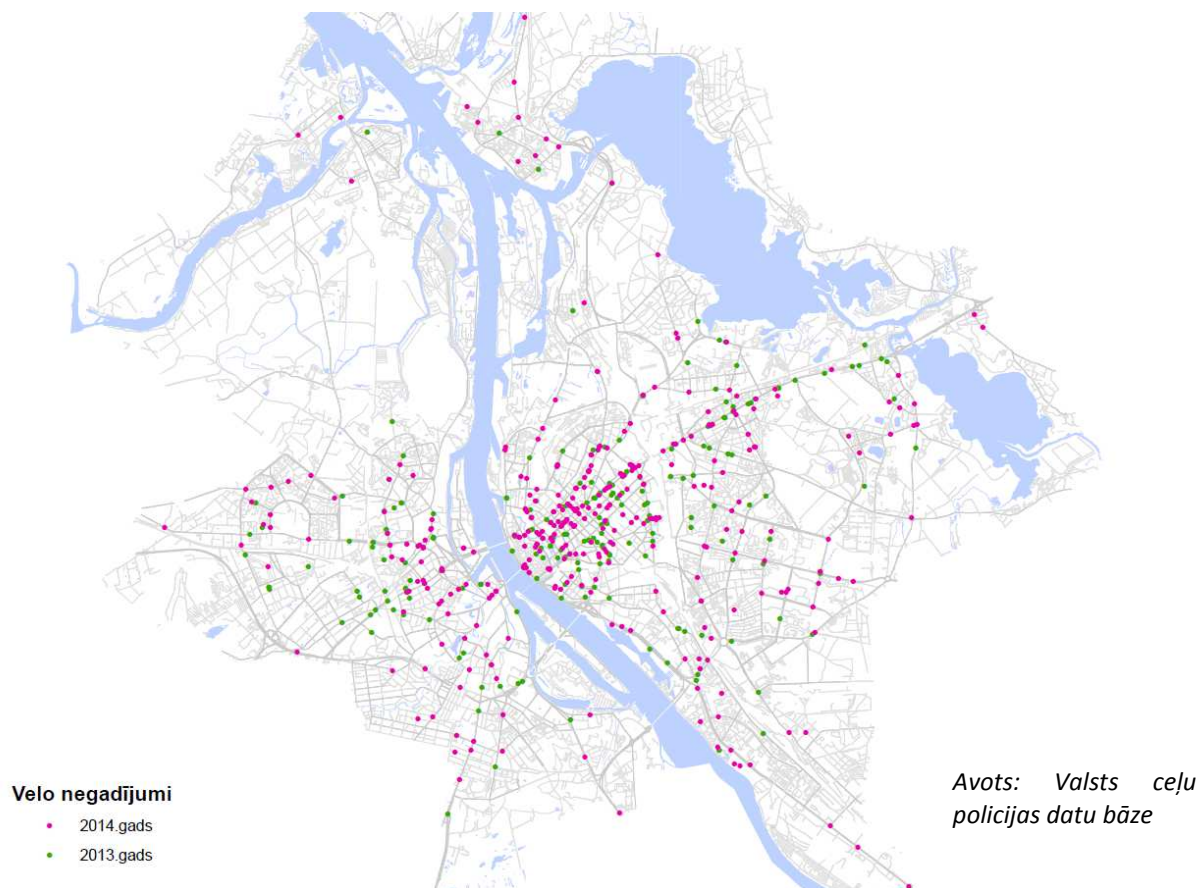 Velo negadījumi
2014.gads
2013.gads
Avots: Valsts ceļu
policijas datu bāze